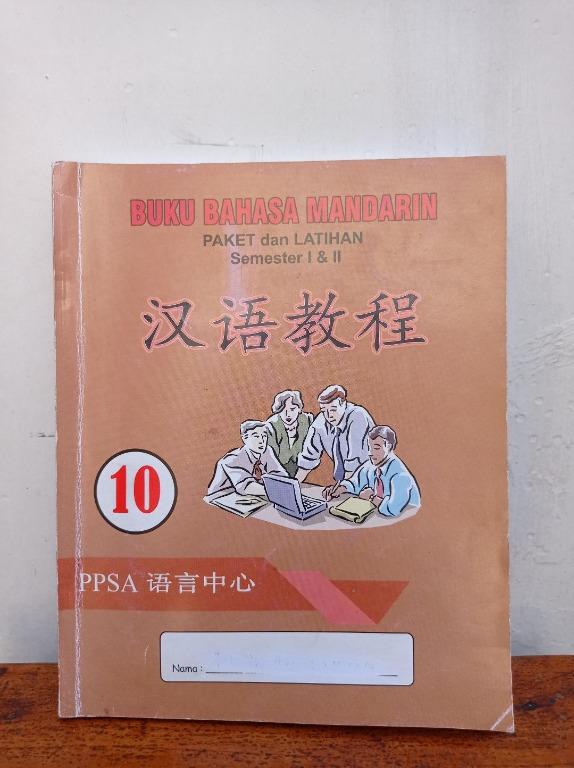 BUKU BAHASA MANDARIN
PAKET dan LATIHAN
Semester I & II
汉语教程
10
PPSA 语言中心
Nama :